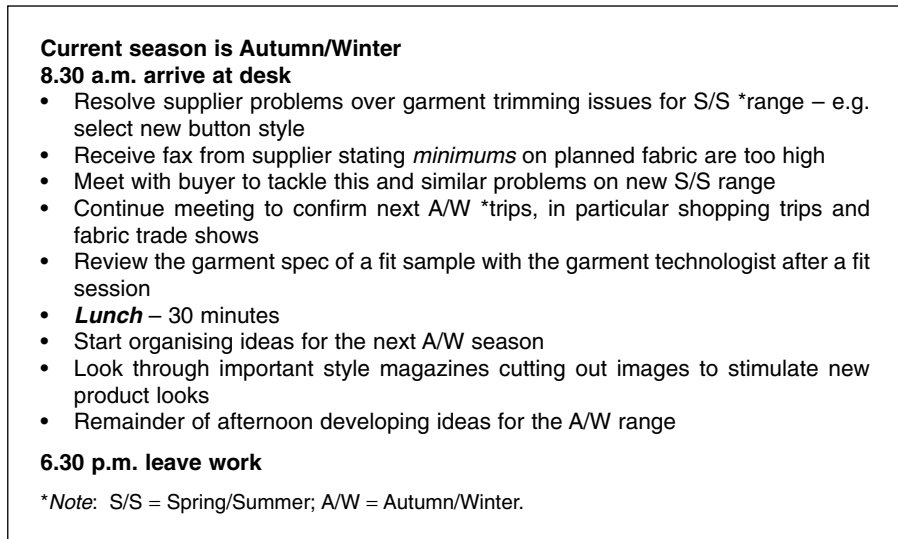 Current season is Autumn/Winter
8.30 a.m. arrive at desk
• Resolve supplier problems over garment trimming issues for S/S *range – e.g.
select new button style
• Receive fax from supplier stating minimums on planned fabric are too high
• Meet with buyer to tackle this and similar problems on new S/S range
• Continue meeting to confirm next A/W *trips, in particular shopping trips and
fabric trade shows
• Review the garment spec of a fit sample with the garment technologist after a fit
session
• Lunch – 30 minutes
• Start organising ideas for the next A/W season
• Look through important style magazines cutting out images to stimulate new
product looks
• Remainder of afternoon developing ideas for the A/W range
6.30 p.m. leave work
*Note: S/S = Spring/Summer; A/W = Autumn/Winter.